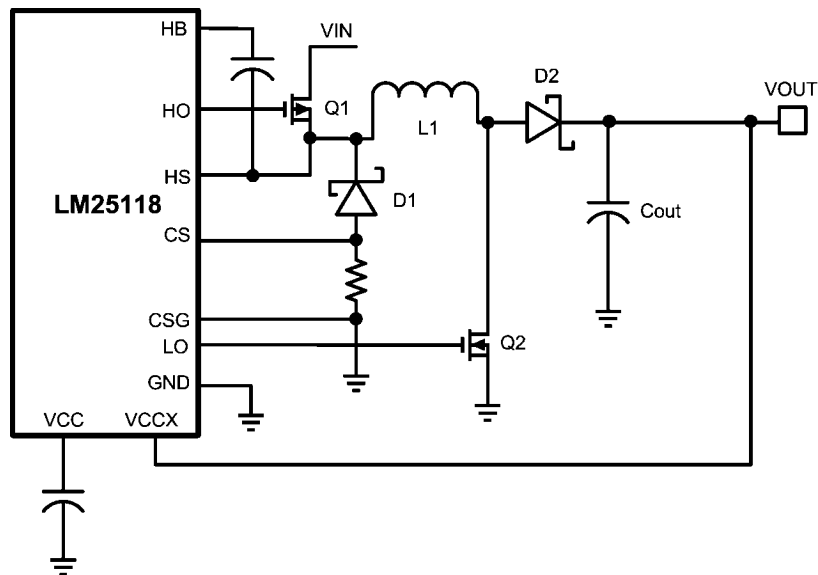 HB
VIN
D2
VOUT
HO
Q1
L1
HS
LM25118
D1
CS
Cout
CSG
LO
Q2
GND
VCC
VCCX